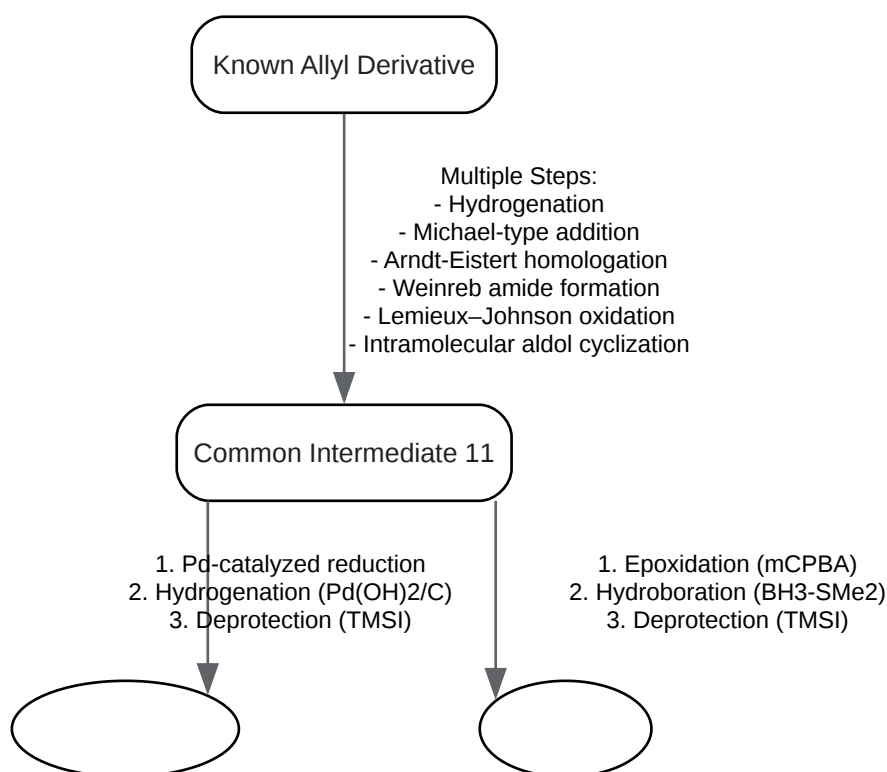 Known Allyl Derivative
Multiple Steps:
- Hydrogenation
- Michael-type addition
- Arndt-Eistert homologation
- Weinreb amide formation
- Lemieux–Johnson oxidation
- Intramolecular aldol cyclization
Common Intermediate 11
1. Pd-catalyzed reduction
2. Hydrogenation (Pd(OH)2/C)
3. Deprotection (TMSI)
1. Epoxidation (mCPBA)
2. Hydroboration (BH3-SMe2)
3. Deprotection (TMSI)